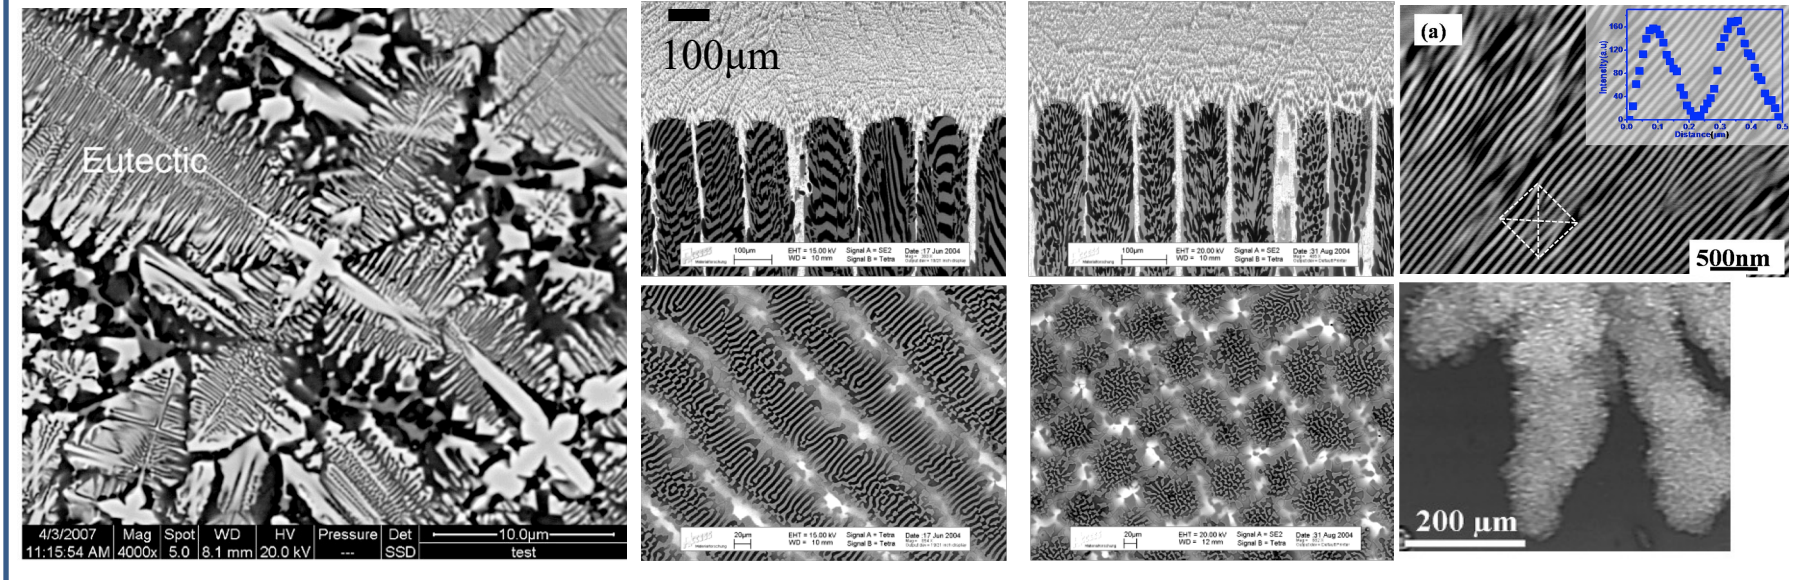 Eutectic
4/3/2007 Mag Spot WD HV Pressure Det 10.0µm
11:15:54 AM 4000x 5.0 8.1 mm 20.0 kV --- SSD test
100µm
100µm EHT = 15.00 kV Signal A = SE2 Date :17 Jun 2004
WD = 10 mm Signal B = Tetra
100µm EHT = 20.00 kV Signal A = SE2 Date :31 Aug 2004
WD = 10 mm Signal B = Tetra
(a)
Intensity(a.u)
160
120
80
40
0
0.0 0.1 0.2 0.3 0.4 0.5
Distance(µm)
500nm
20µm EHT = 15.00 kV Signal A = SE2 Date :17 Jun 2004
WD = 10 mm Signal B = Tetra
20µm EHT = 20.00 kV Signal A = SE2 Date :31 Aug 2004
WD = 12 mm Signal B = Tetra
200 µm